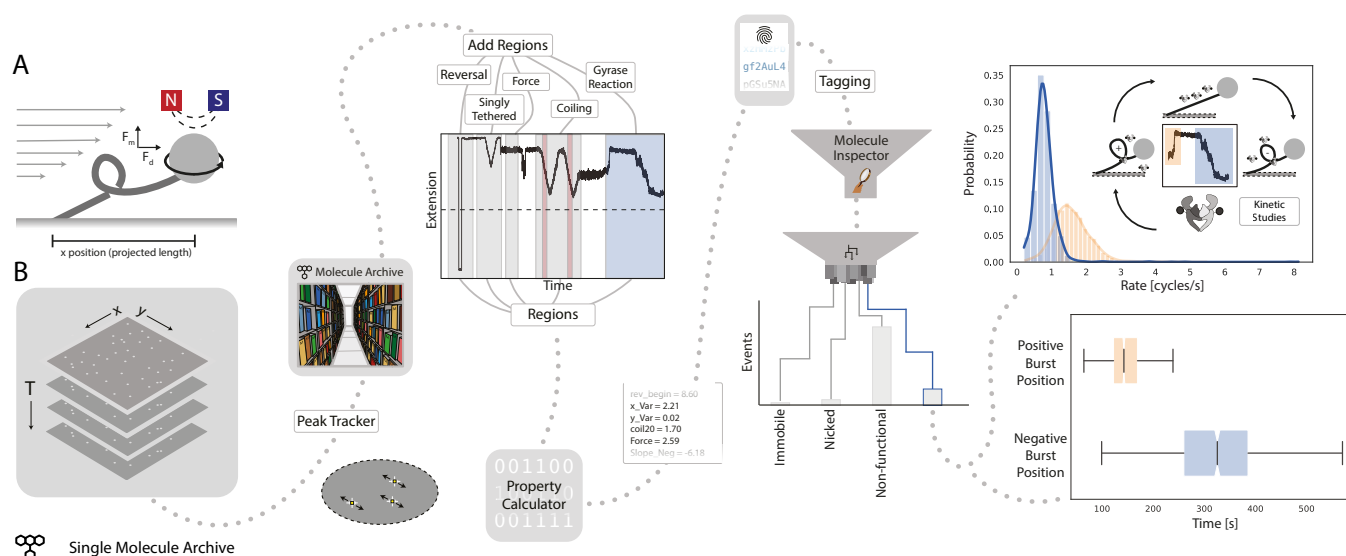 A
N
S
Fm
Fd
x position (projected length)
B
x
y
T
Single Molecule Archive
Peak Tracker
Molecule Archive
Add Regions
Reversal
Singly
Tethered
Force
Coiling
Gyrase
Reaction
Extension
Time
Regions
001100
Property
Calculator
001111
rev_begin = 8.60
x_Var = 2.21
y_Var = 0.02
coil20 = 1.70
Force = 2.59
Slope_Neg = -6.18
gf2AuL4
pGSu5NA
Tagging
Molecule
Inspector
Events
Immobile
Nicked
Non-functional
Probability
0.35
0.30
0.25
0.20
0.15
0.10
0.05
0.00
0
1
2
3
4
5
6
7
8
Rate [cycles/s]
+
-
Kinetic
Studies
Positive
Burst
Position
Negative
Burst
Position
100
200
300
400
500
Time [s]